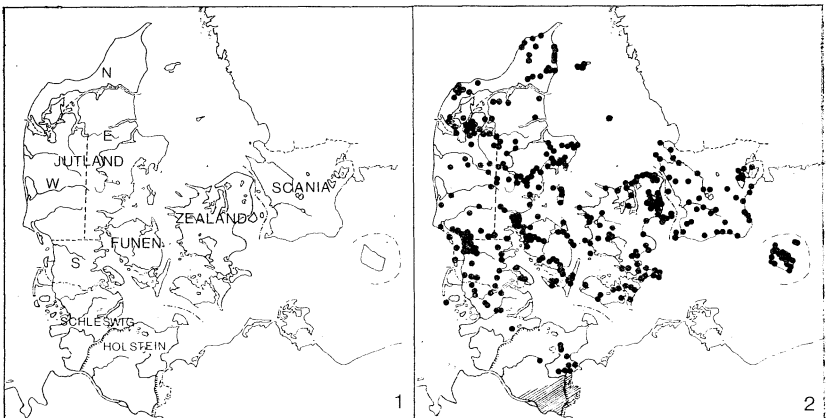 N
E
JUTLAND
W
SCANIA
ZEALAND
FUNEN
S
SCHLESWIG
HOLSTEIN
1
2